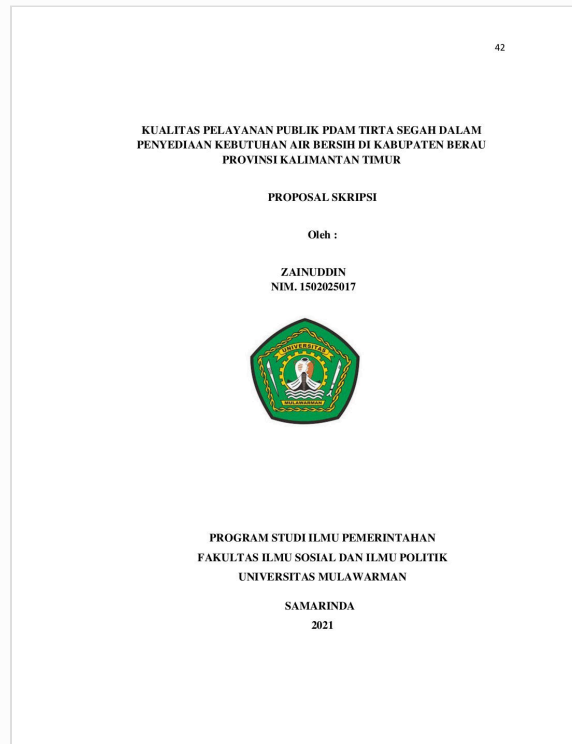 42
KUALITAS PELAYANAN PUBLIK PDAM TIRTA SEGAH DALAM
PENYEDIAAN KEBUTUHAN AIR BERSIH DI KABUPATEN BERAU
PROVINSI KALIMANTAN TIMUR
PROPOSAL SKRIPSI
Oleh :
ZAINUDDIN
NIM. 1502025017
UNIVERSITAS
MULAWARMAN
PROGRAM STUDI ILMU PEMERINTAHAN
FAKULTAS ILMU SOSIAL DAN ILMU POLITIK
UNIVERSITAS MULAWARMAN
SAMARINDA
2021